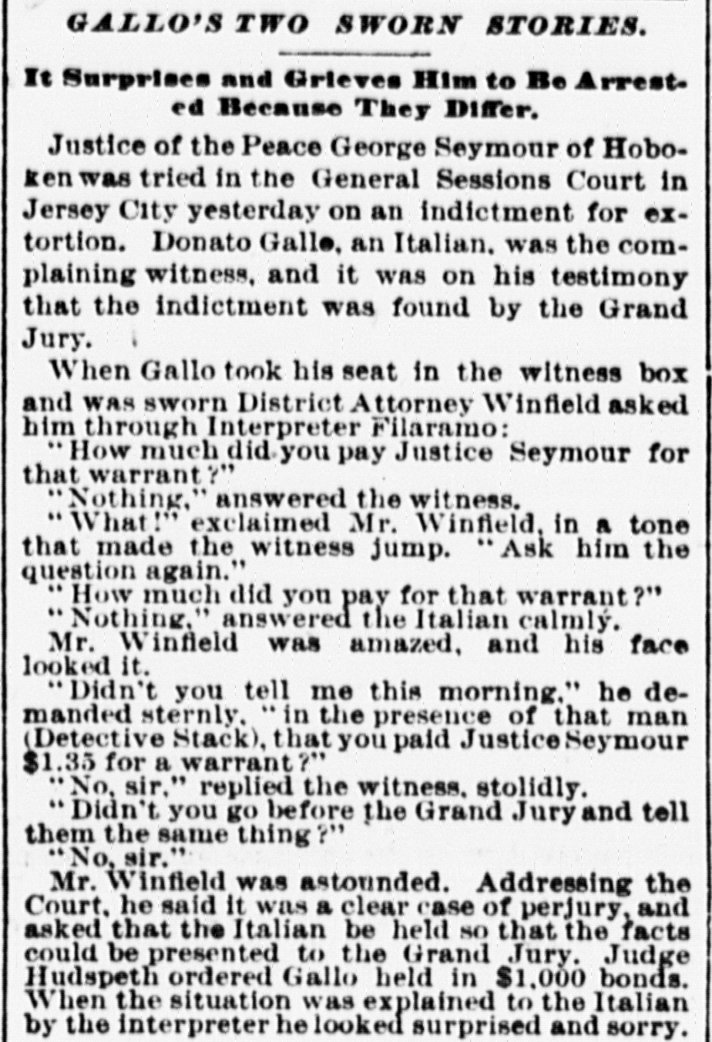 GALLO'S TWO SWORN STORIES.
It Surprises and Grieves Him to Be Arrest-
ed Because They Differ.
Justice of the Peace George Seymour of Hobo-
ken was tried in the General Sessions Court in
Jersey City yesterday on an indictment for ex-
tortion. Donato Gallo, an Italian, was the com-
plaining witness, and it was on his testimony
that the indictment was found by the Grand
Jury.
When Gallo took his seat in the witness box
and was sworn District Attorney Winfield asked
him through Interpreter Filaramo:
"How much did you pay Justice Seymour for
that warrant?"
"Nothing," answered the witness.
"What!" exclaimed Mr. Winfield, in a tone
that made the witness jump. "Ask him the
question again."
"How much did you pay for that warrant?"
"Nothing," answered the Italian calmly.
Mr. Winfield was amazed, and his face
looked it.
"Didn't you tell me this morning," he de-
manded sternly, "in the presence of that man
(Detective Stack), that you paid Justice Seymour
$1.35 for a warrant?"
"No, sir," replied the witness, stolidly.
"Didn't you go before the Grand Jury and tell
them the same thing?"
"No, sir."
Mr. Winfield was astounded. Addressing the
Court, he said it was a clear case of perjury, and
asked that the Italian be held so that the facts
could be presented to the Grand Jury. Judge
Hudspeth ordered Gallo held in $1,000 bonds.
When the situation was explained to the Italian
by the interpreter he looked surprised and sorry.